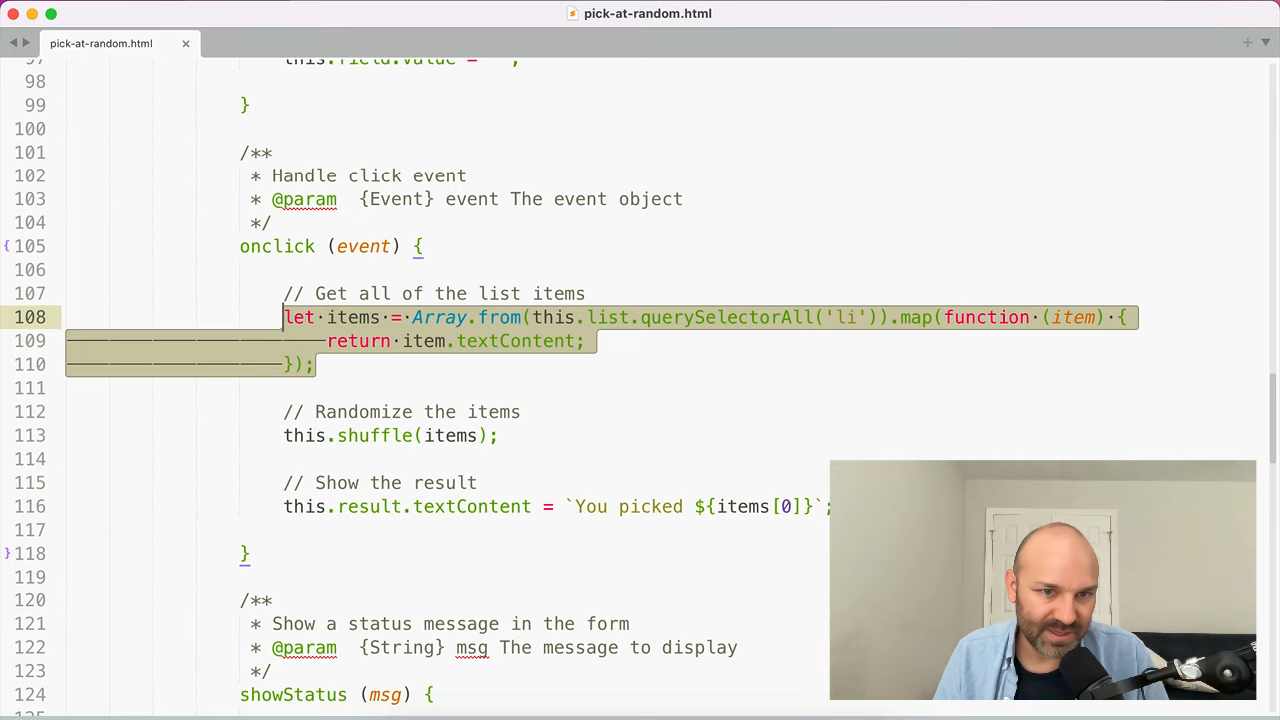 pick-at-random.html
pick-at-random.html
97 this.field.value = '';
98
99 }
100
101 /**
102 * Handle click event
103 * @param {Event} event The event object
104 */
105 onclick (event) {
106
107 // Get all of the list items
108 let items = Array.from(this.list.querySelectorAll('li')).map(function (item) {
109 return item.textContent;
110 });
111
112 // Randomize the items
113 this.shuffle(items);
114
115 // Show the result
116 this.result.textContent = `You picked ${items[0]}`;
117
118 }
119
120 /**
121 * Show a status message in the form
122 * @param {String} msg The message to display
123 */
124 showStatus (msg) {